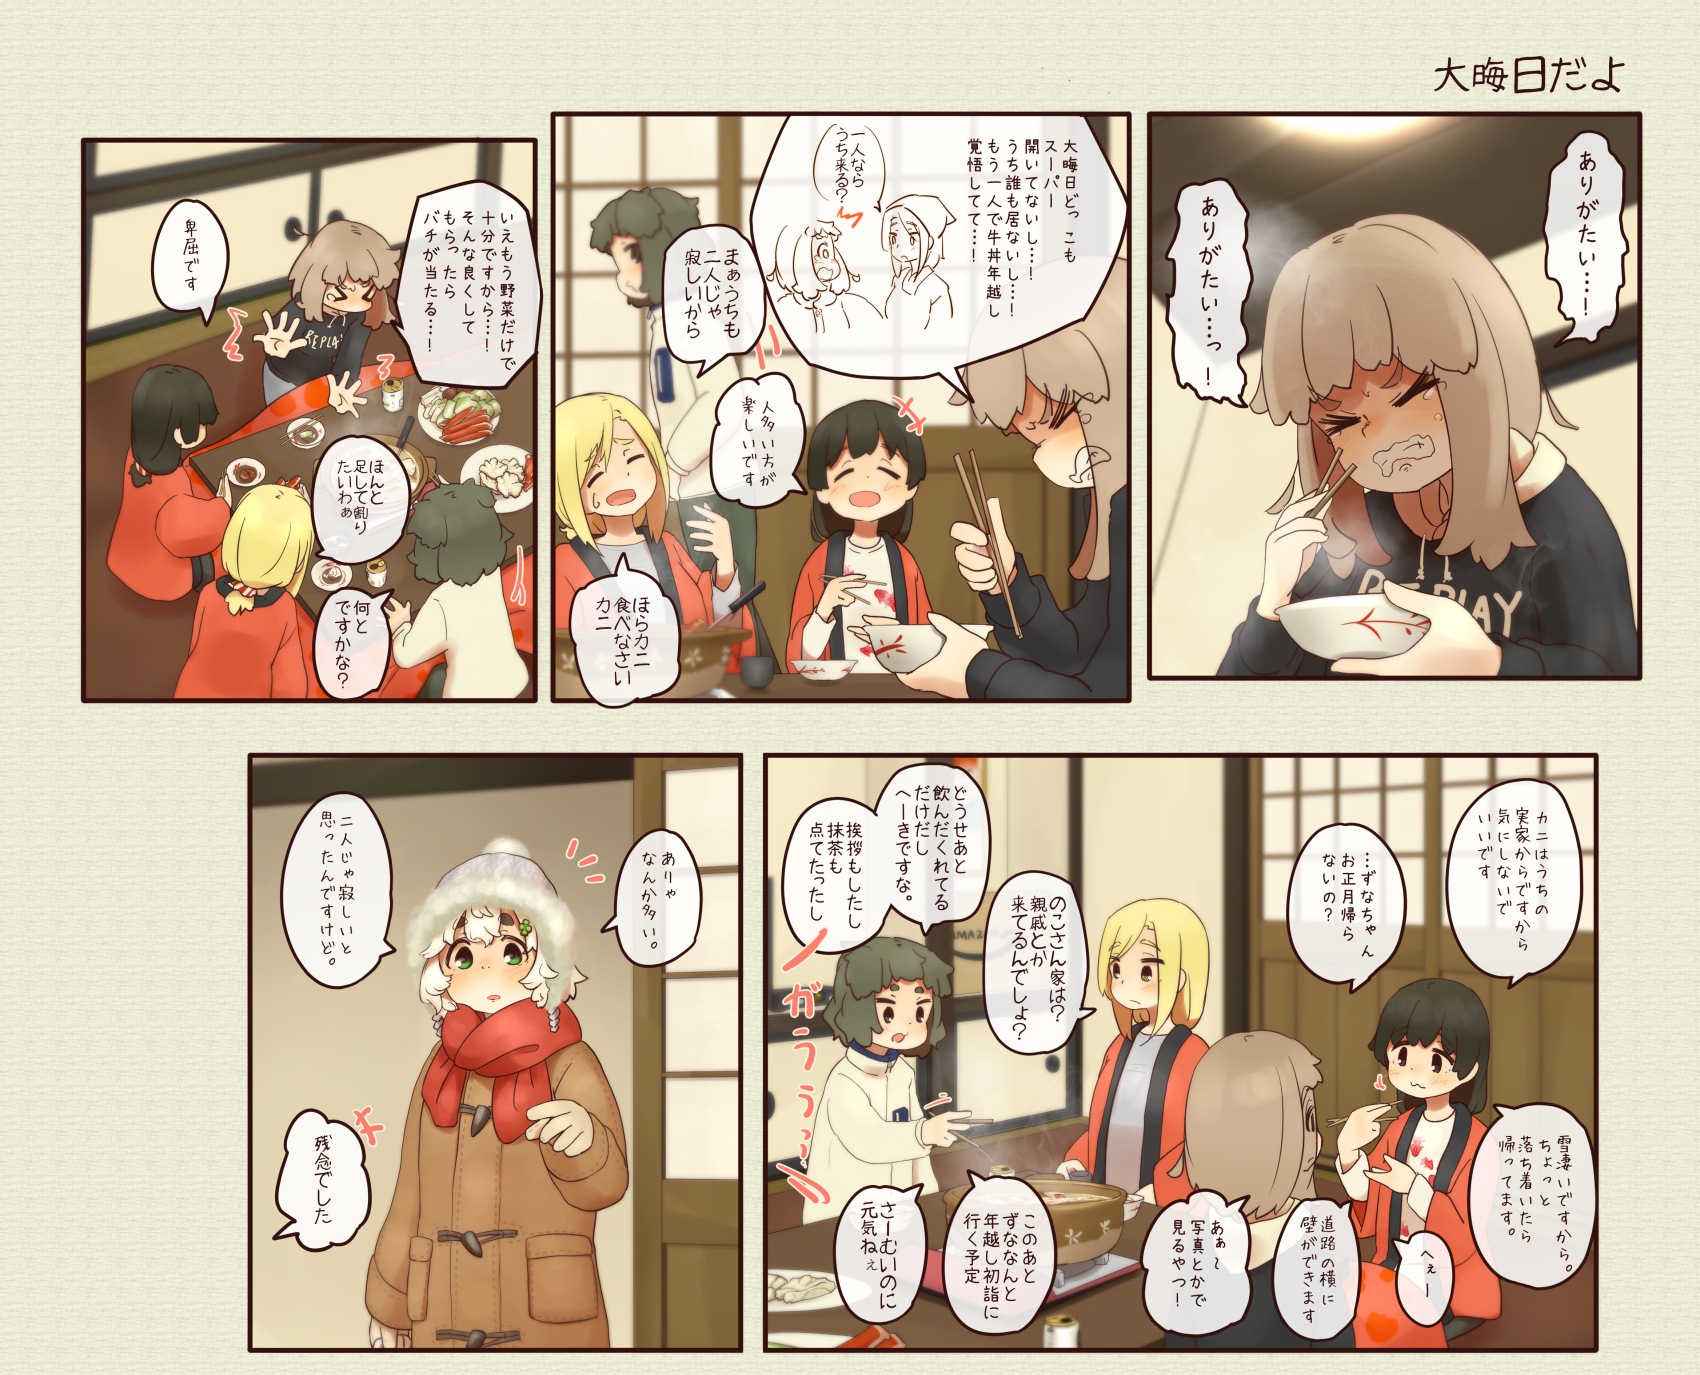 大晦日だよ
ありがたい…！
ありがたい…っ！
REPLAY
大晦日どっこも
スーパー
開いてないし…！
うち誰も居ないし…！
もう一人で牛丼年越し
覚悟してて…！
一人なら
うち来る？
まぁうちも
二人じゃ
寂しいから
人多い方が
楽しいです
ほらカニ
食べなさい
カニ
いえもう野菜だけで
十分ですから…！
そんな良くして
もらったら
バチが当たる…！
卑屈です
REPLAY
ほんと
足して割り
たいわぁ
何と
ですかな？
カニはうちの
実家からですから
気にしないで
いいです
…ずなちゃん
お正月帰ら
ないの？
雪凄いですから。
ちょっと
落ち着いたら
帰ってます。
へぇー
道路の横に
壁ができます
あぁ～
写真とかで
見るやつ！
のこさん家は？
親戚とか
来てるんでしょ？
どうせあと
飲んだくれてる
だけだし
へーきですな。
挨拶もしたし
抹茶も
点てたったし
ガうううっ
このあと
ずななんと
年越し初詣に
行く予定
さーむいのに
元気ねぇ
ありゃ
なんか多い。
二人じゃ寂しいと
思ったんですけど。
残念でした